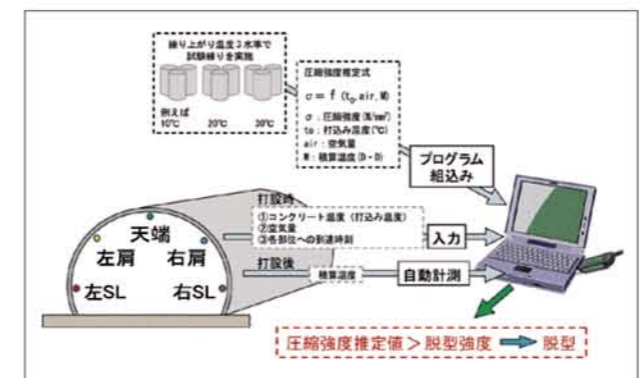 練り上がり温度3水準で
試験練りを実施
例えば
10℃ 20℃ 30℃
圧縮強度推定式
σ=f (t₀,air,M)
σ:圧縮強度(N/mm²)
to:打込み温度(℃)
air:空気量
M:積算温度(D・D)
プログラム
組込み
打設時
①コンクリート温度(打込み温度)
②空気量
③各部位への到達時刻
入力
天端
左肩 右肩
左SL 右SL
打設後
積算温度
自動計測
圧縮強度推定値>脱型強度 脱型